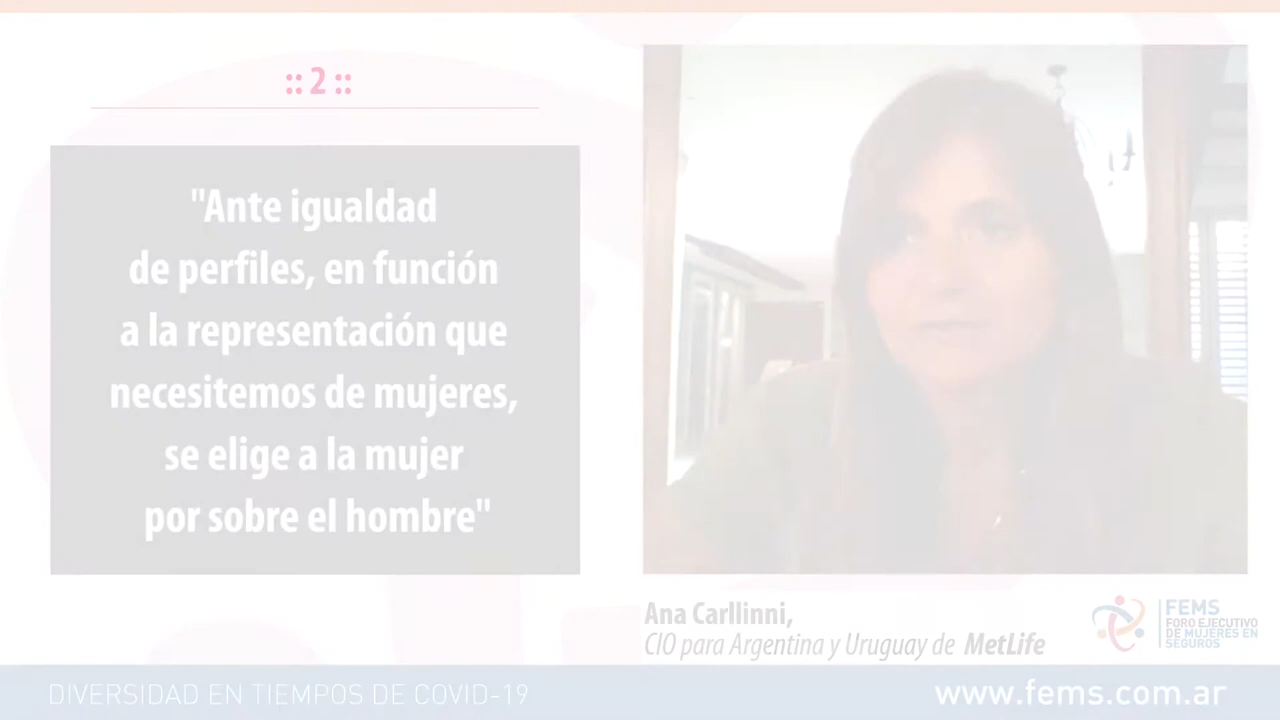 :: 2 ::
"Ante igualdad
de perfiles, en función
a la representación que
necesitemos de mujeres,
se elige a la mujer
por sobre el hombre"
Ana Carllinni,
CIO para Argentina y Uruguay de MetLife
FEMS
FORO EJECUTIVO
DE MUJERES EN
SEGUROS
DIVERSIDAD EN TIEMPOS DE COVID-19
www.fems.com.ar